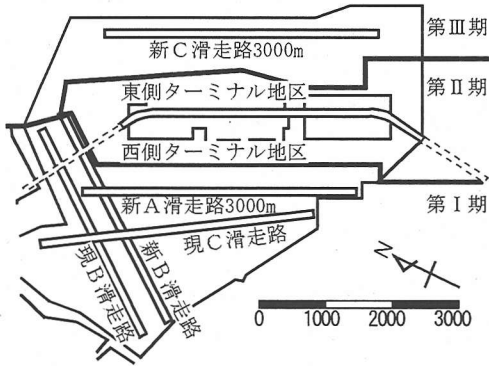 新C滑走路3000m
第Ⅲ期
第Ⅱ期
東側ターミナル地区
西側ターミナル地区
新A滑走路3000m
第Ⅰ期
現C滑走路
現B滑走路
新B滑走路
N
0 1000 2000 3000